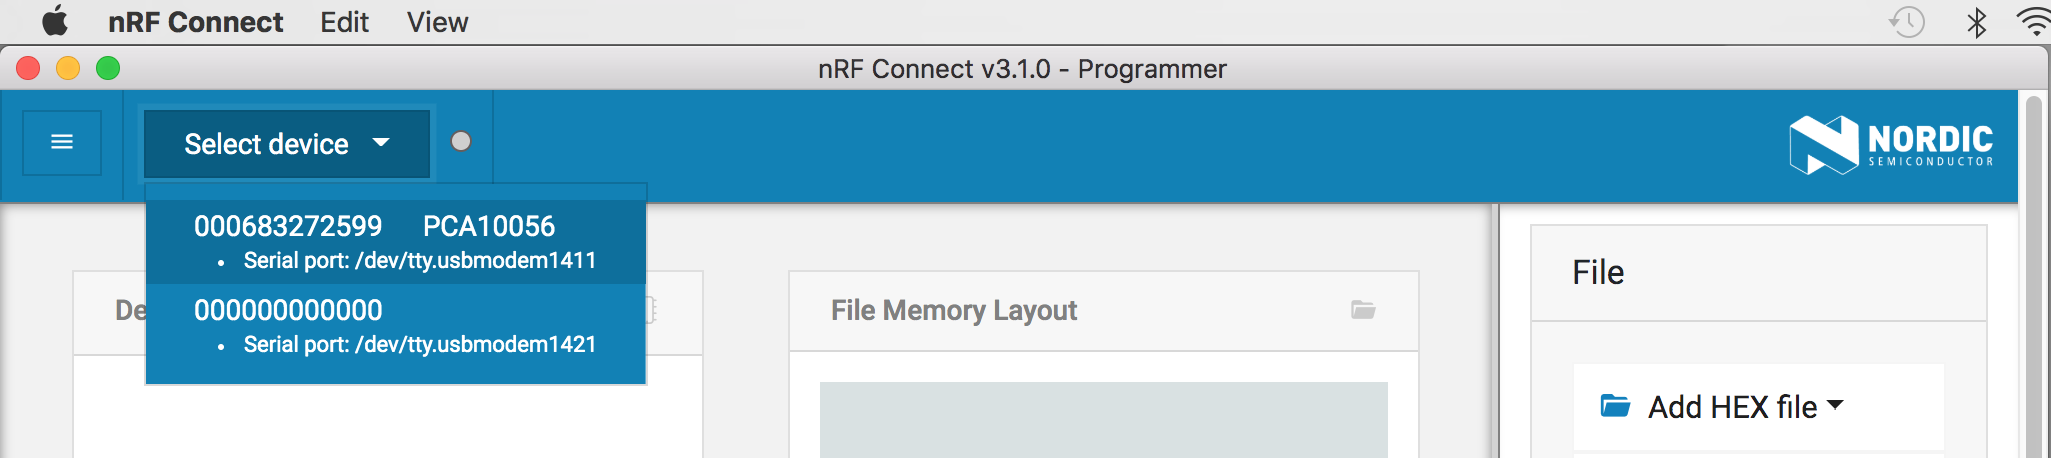 nRF Connect Edit View
nRF Connect v3.1.0 - Programmer
Select device
NORDIC
SEMICONDUCTOR
000683272599 PCA10056
• Serial port: /dev/tty.usbmodem1411
000000000000
• Serial port: /dev/tty.usbmodem1421
De
File Memory Layout
File
Add HEX file